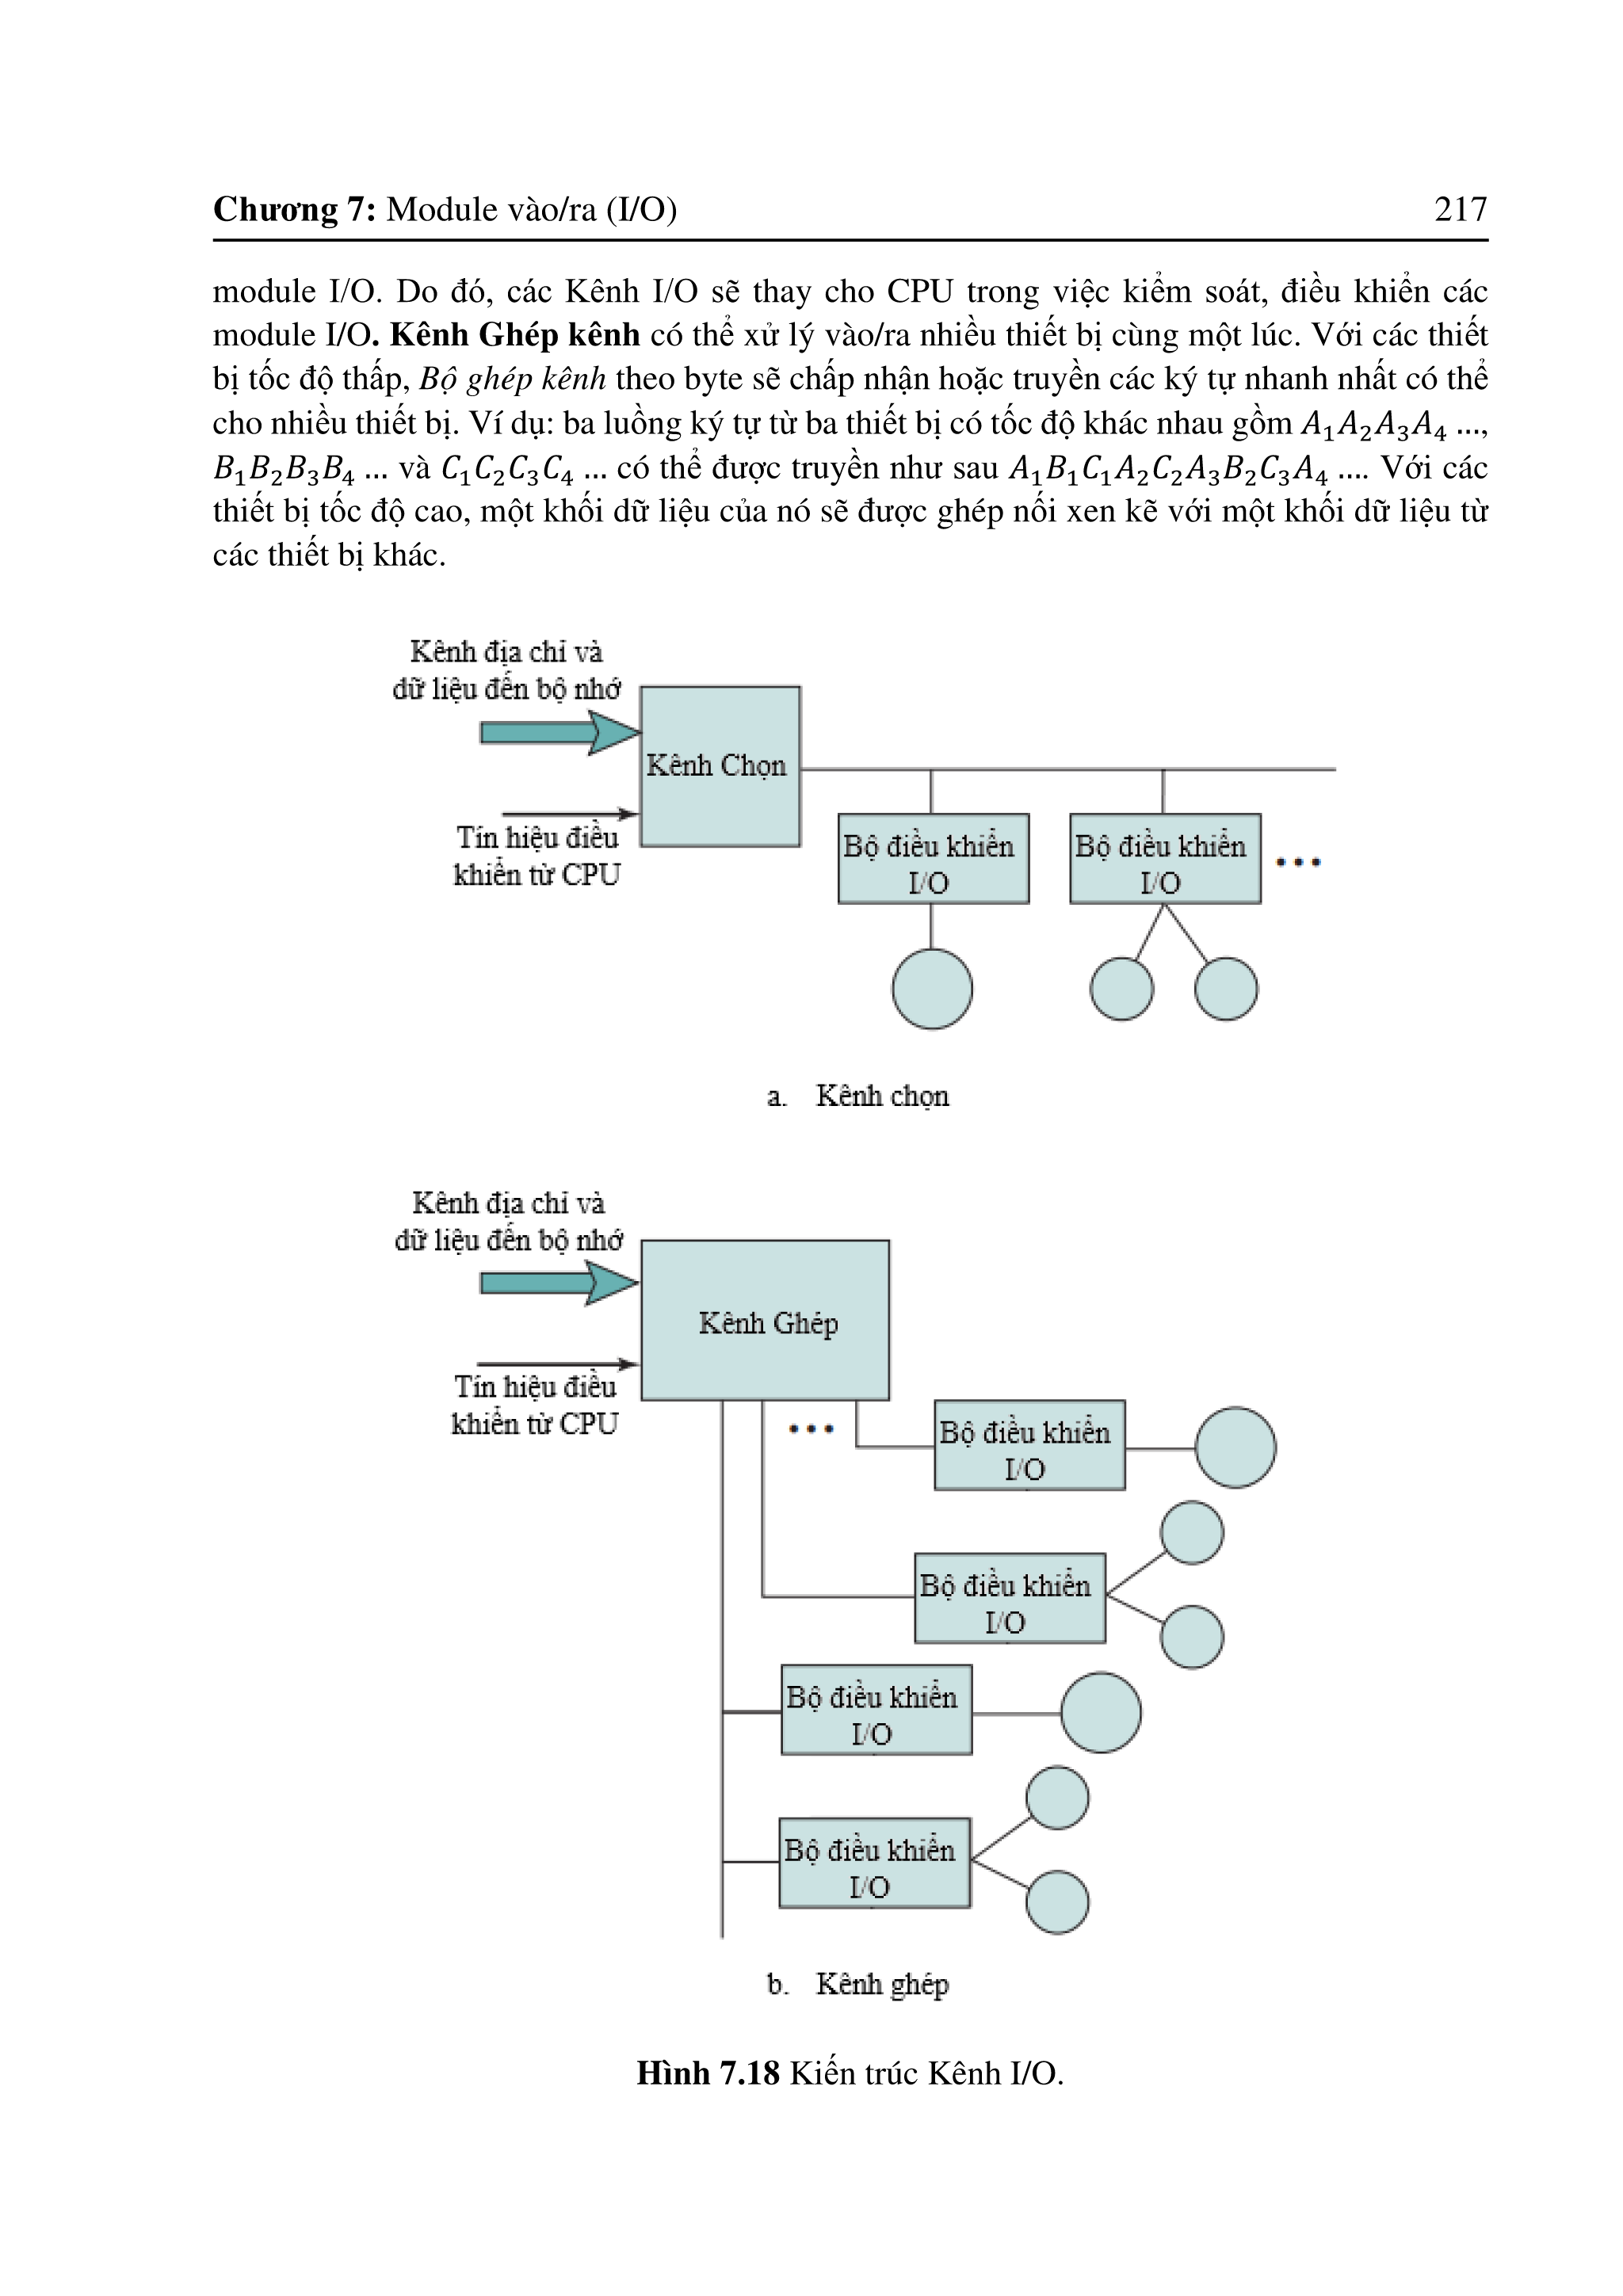 Chương 7: Module vào/ra (I/O) 217
module I/O. Do đó, các Kênh I/O sẽ thay cho CPU trong việc kiểm soát, điều khiển các
module I/O. Kênh Ghép kênh có thể xử lý vào/ra nhiều thiết bị cùng một lúc. Với các thiết
bị tốc độ thấp, Bộ ghép kênh theo byte sẽ chấp nhận hoặc truyền các ký tự nhanh nhất có thể
cho nhiều thiết bị. Ví dụ: ba luồng ký tự từ ba thiết bị có tốc độ khác nhau gồm A₁A₂A₃A₄ …,
B₁B₂B₃B₄ … và C₁C₂C₃C₄ … có thể được truyền như sau A₁B₁C₁A₂C₂A₃B₂C₃A₄ …. Với các
thiết bị tốc độ cao, một khối dữ liệu của nó sẽ được ghép nối xen kẽ với một khối dữ liệu từ
các thiết bị khác.
Kênh địa chỉ và
dữ liệu đến bộ nhớ
Kênh Chọn
Tín hiệu điều
khiển từ CPU
Bộ điều khiển
I/O
Bộ điều khiển
I/O
...
a. Kênh chọn
Kênh địa chỉ và
dữ liệu đến bộ nhớ
Kênh Ghép
Tín hiệu điều
khiển từ CPU
...
Bộ điều khiển
I/O
Bộ điều khiển
I/O
Bộ điều khiển
I/O
Bộ điều khiển
I/O
b. Kênh ghép
Hình 7.18 Kiến trúc Kênh I/O.